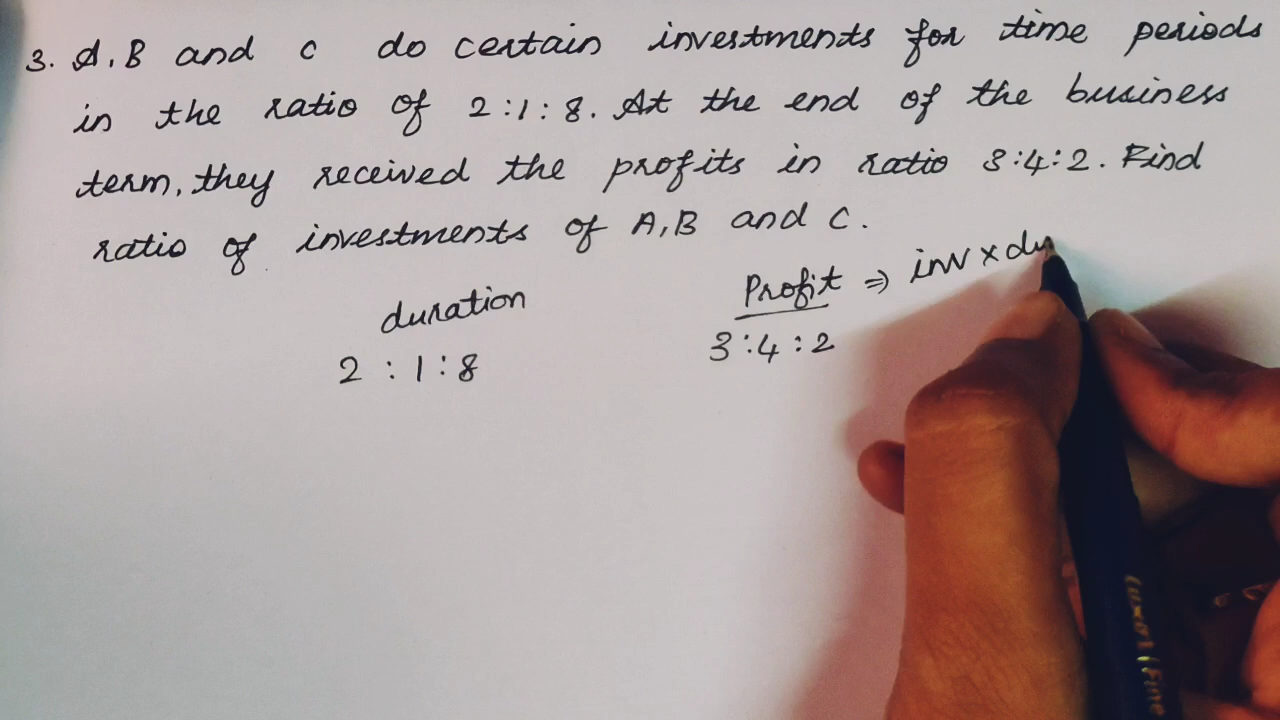 3. A, B and C do certain investments for time periods
in the ratio of 2:1:8. At the end of the business
term, they received the profits in ratio 3:4:2. Find
ratio of investments of A, B and C.
duration
2 : 1 : 8
Profit ⇒ inv × du
3:4:2